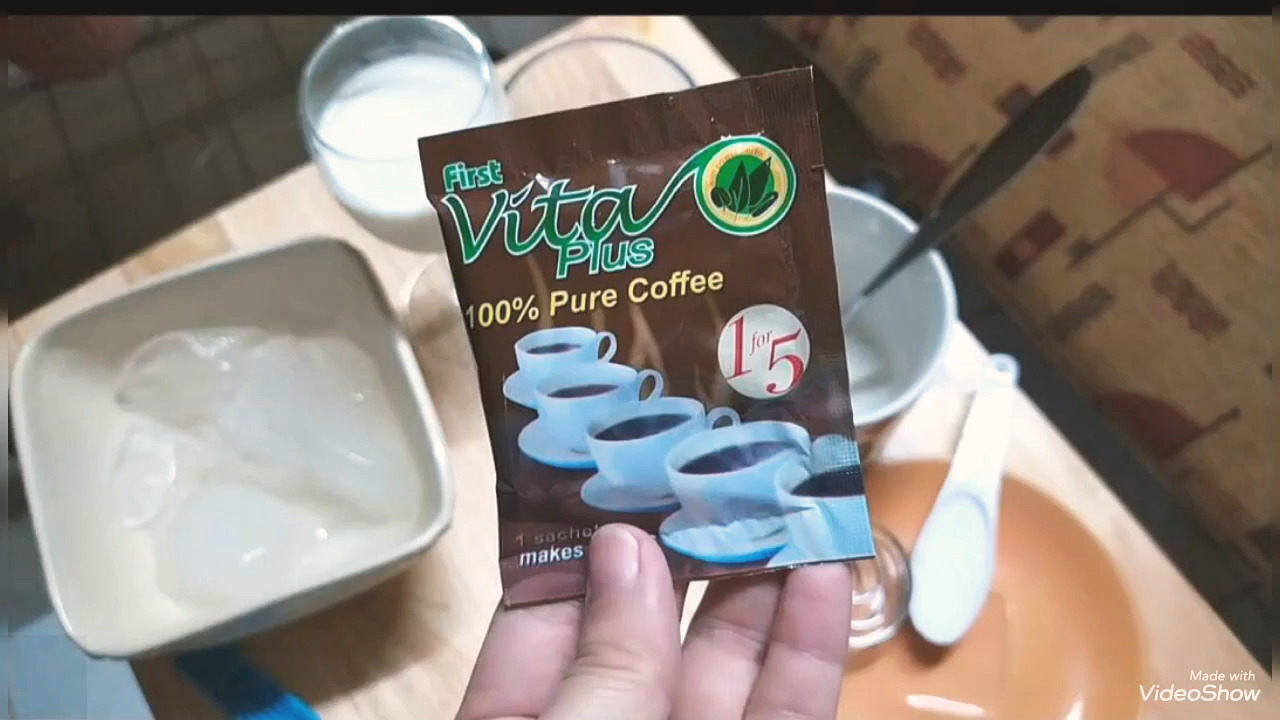 First
Vita
Plus
100% Pure Coffee
1 for 5
1 sachet
makes
Made with
VideoShow